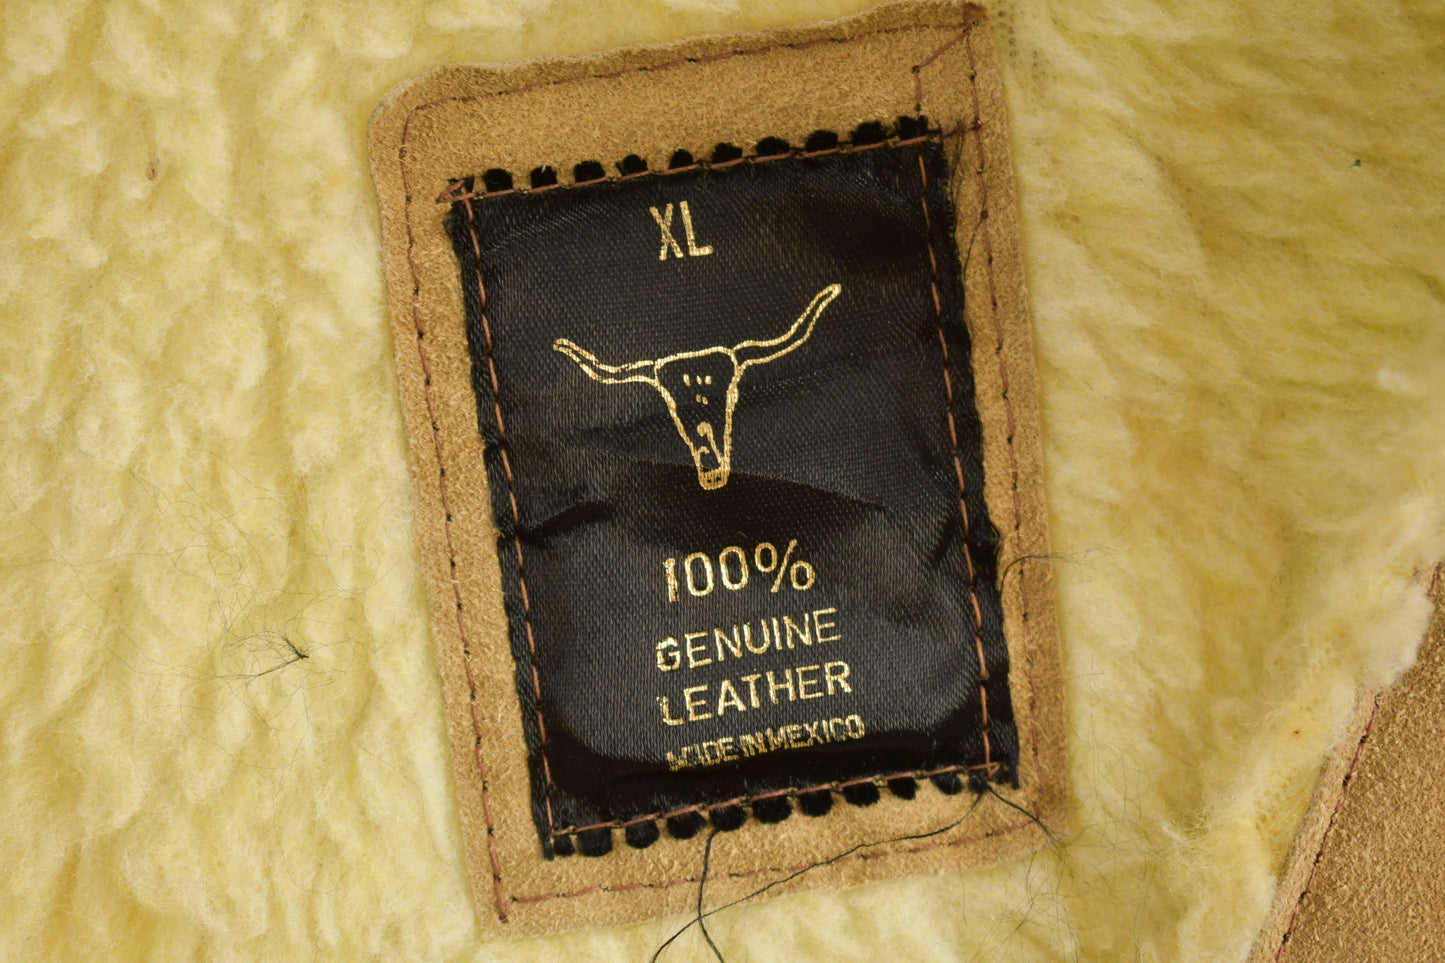 XL
100%
GENUINE
LEATHER
MADE IN MEXICO